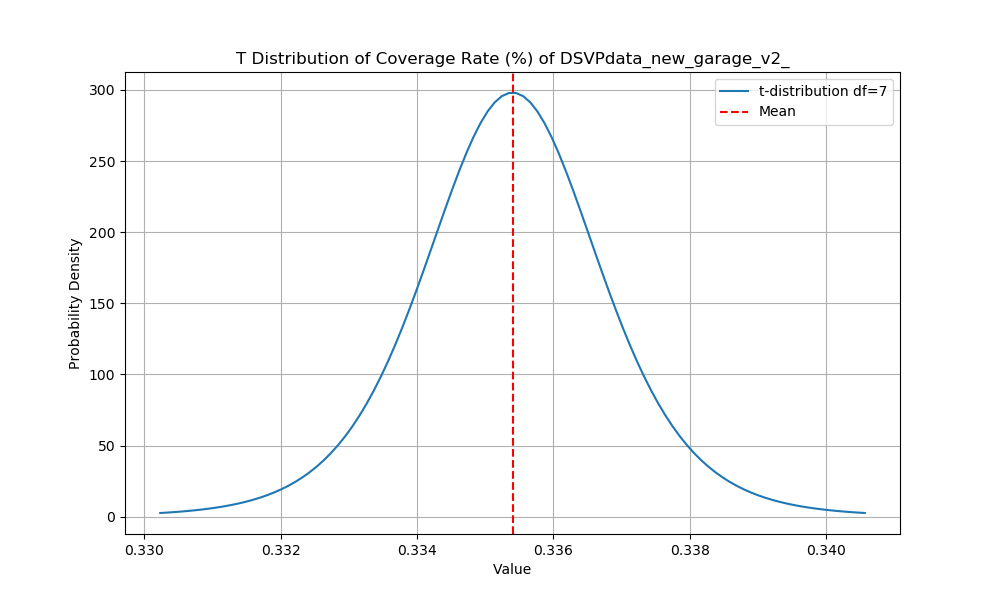 T Distribution of Coverage Rate (%) of DSVPdata_new_garage_v2_
t-distribution df=7
Mean
300
250
200
150
100
50
0
Probability Density
0.330 0.332 0.334 0.336 0.338 0.340
Value